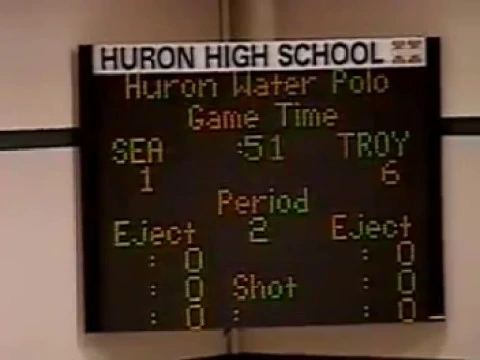 HURON HIGH SCHOOL
Huron Water Polo
Game Time
SEA :51 TROY
1 6
Period
Eject 2 Eject
: 0 : 0
: 0 Shot : 0
: 0 : : 0